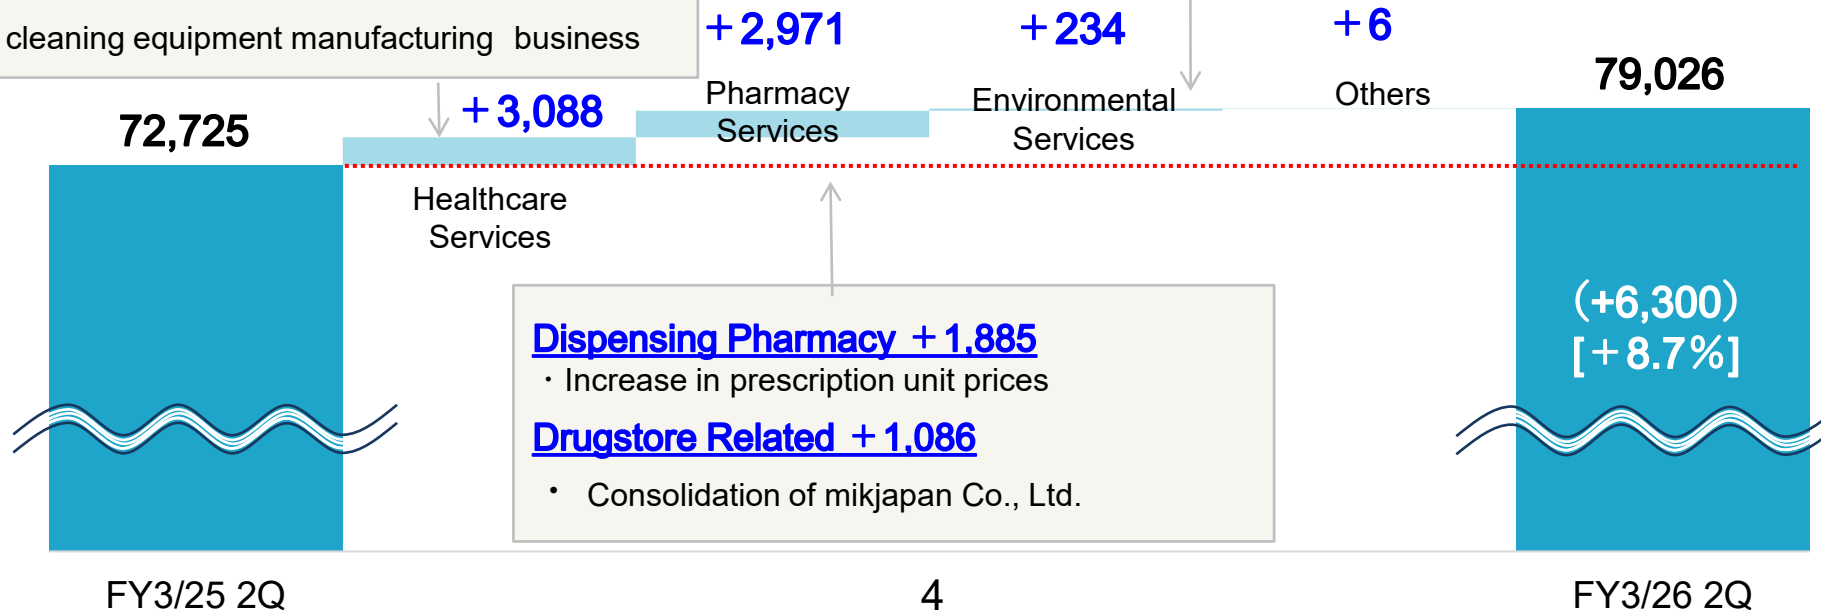 cleaning equipment manufacturing business
＋2,971
＋234
＋6
79,026
72,725
＋3,088
Pharmacy
Services
Environmental
Services
Others
Healthcare
Services
（+6,300）
[＋8.7%]
Dispensing Pharmacy ＋1,885
・Increase in prescription unit prices
Drugstore Related ＋1,086
・ Consolidation of mikjapan Co., Ltd.
FY3/25 2Q
4
FY3/26 2Q